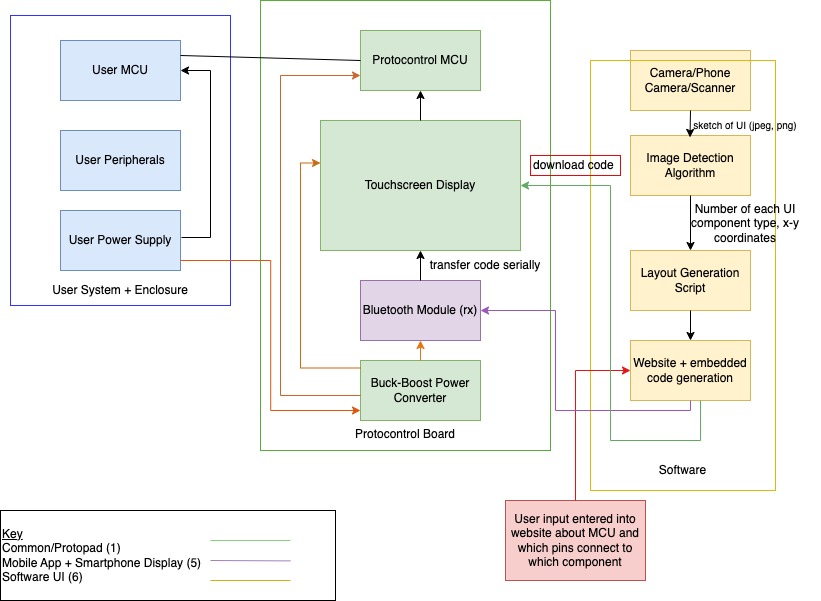 User MCU
User Peripherals
User Power Supply
User System + Enclosure
Protocontrol MCU
Touchscreen Display
transfer code serially
Bluetooth Module (rx)
Buck-Boost Power
Converter
Protocontrol Board
download code
Camera/Phone
Camera/Scanner
sketch of UI (jpeg, png)
Image Detection
Algorithm
Number of each UI
component type, x-y
coordinates
Layout Generation
Script
Website + embedded
code generation
Software
User input entered into
website about MCU and
which pins connect to
which component
Key
Common/Protopad (1)
Mobile App + Smartphone Display (5)
Software UI (6)